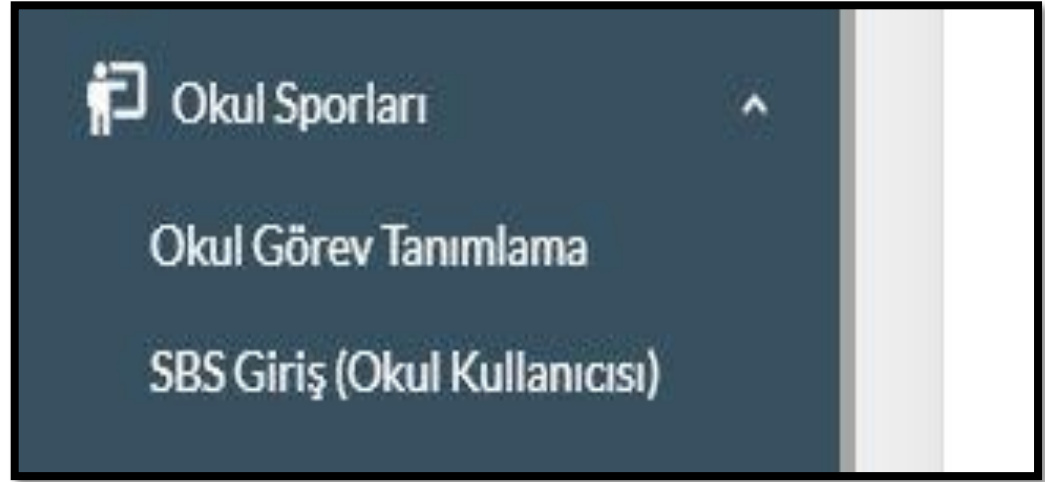 Okul Sporları
Okul Görev Tanımlama
SBS Giriş (Okul Kullanıcısı)